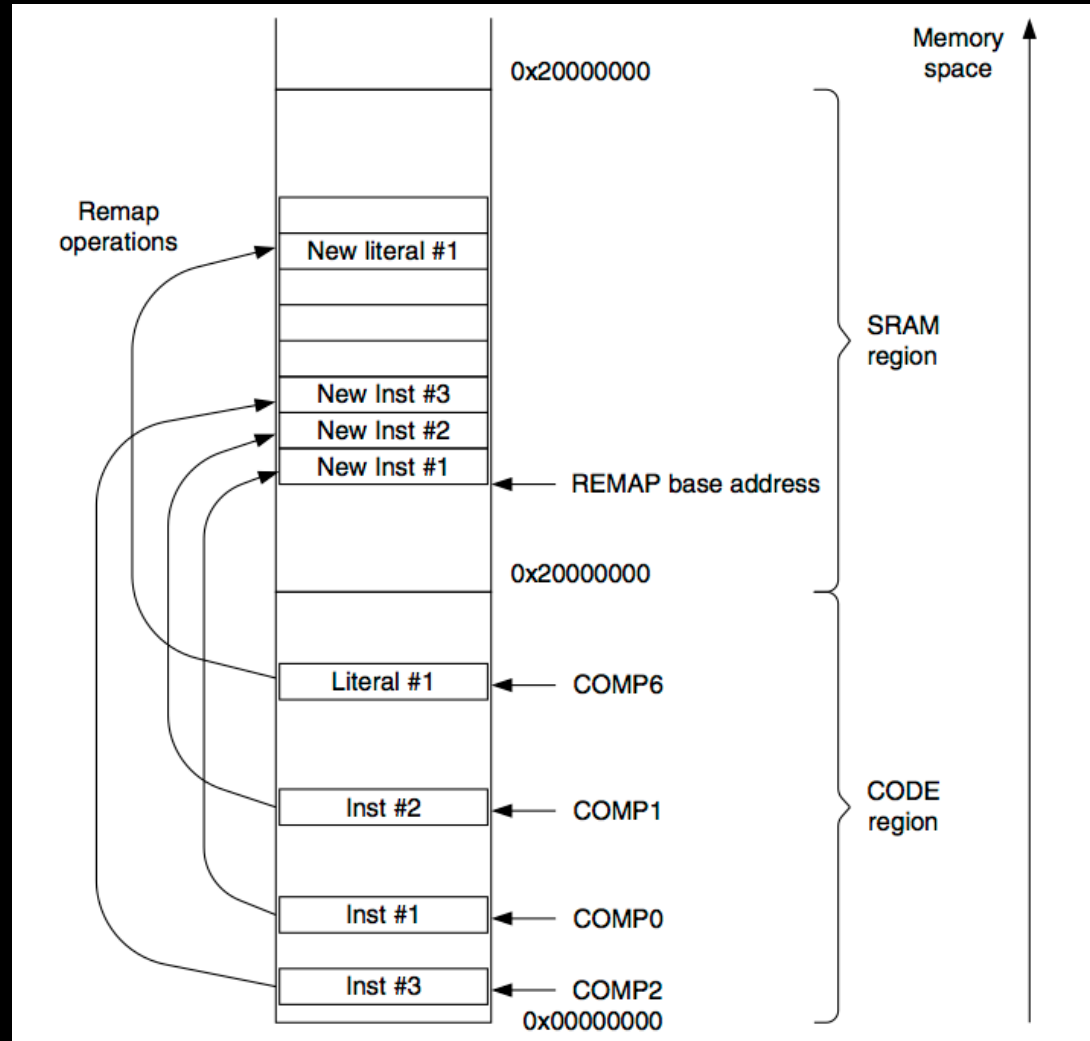 Memory
space
0x20000000
Remap
operations
New literal #1
SRAM
region
New Inst #3
New Inst #2
New Inst #1
REMAP base address
0x20000000
Literal #1
COMP6
CODE
region
Inst #2
COMP1
Inst #1
COMP0
Inst #3
COMP2
0x00000000